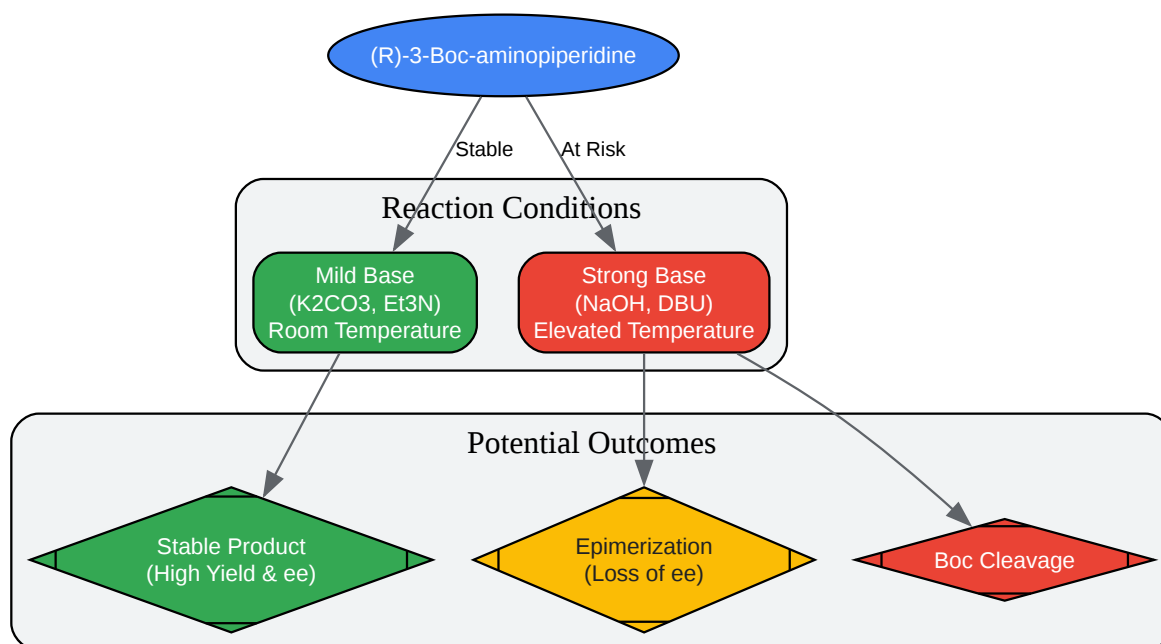 (R)-3-Boc-aminopiperidine
Stable
At Risk
Reaction Conditions
Mild Base
(K2CO3, Et3N)
Room Temperature
Strong Base
(NaOH, DBU)
Elevated Temperature
Potential Outcomes
Stable Product
(High Yield & ee)
Epimerization
(Loss of ee)
Boc Cleavage